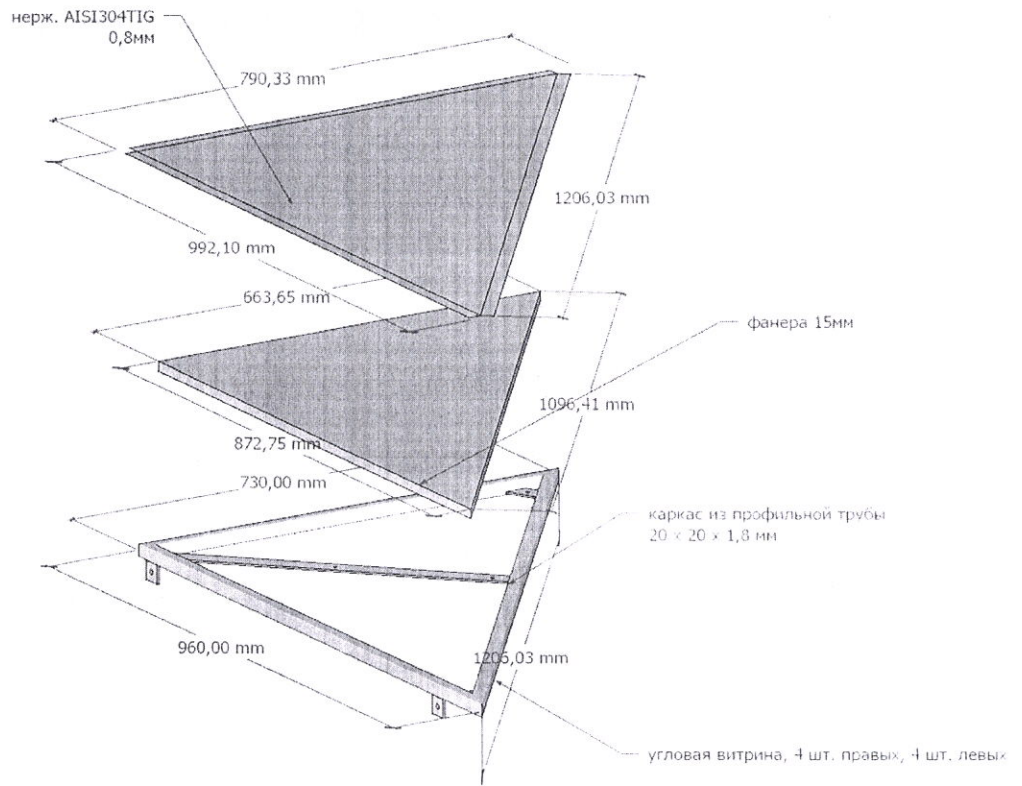 нерж. AISI304TIG
0,8мм
790,33 mm
1206,03 mm
992,10 mm
663,65 mm
фанера 15мм
1096,41 mm
872,75 mm
730,00 mm
каркас из профильной трубы
20 x 20 x 1,8 мм
960,00 mm
1206,03 mm
угловая витрина, 4 шт. правых, 4 шт. левых